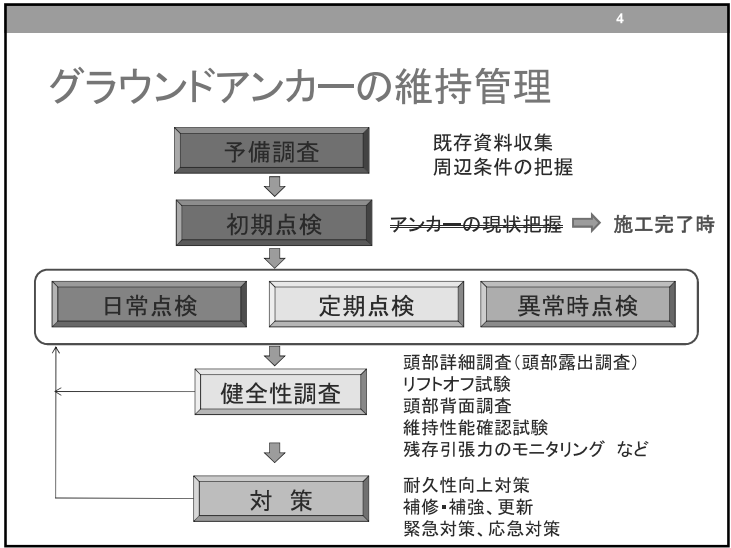 4
グラウンドアンカーの維持管理
予備調査
既存資料収集
周辺条件の把握
初期点検
アンカーの現状把握 施工完了時
日常点検 定期点検 異常時点検
健全性調査
頭部詳細調査(頭部露出調査)
リフトオフ試験
頭部背面調査
維持性能確認試験
残存引張力のモニタリング など
対 策
耐久性向上対策
補修・補強、更新
緊急対策、応急対策